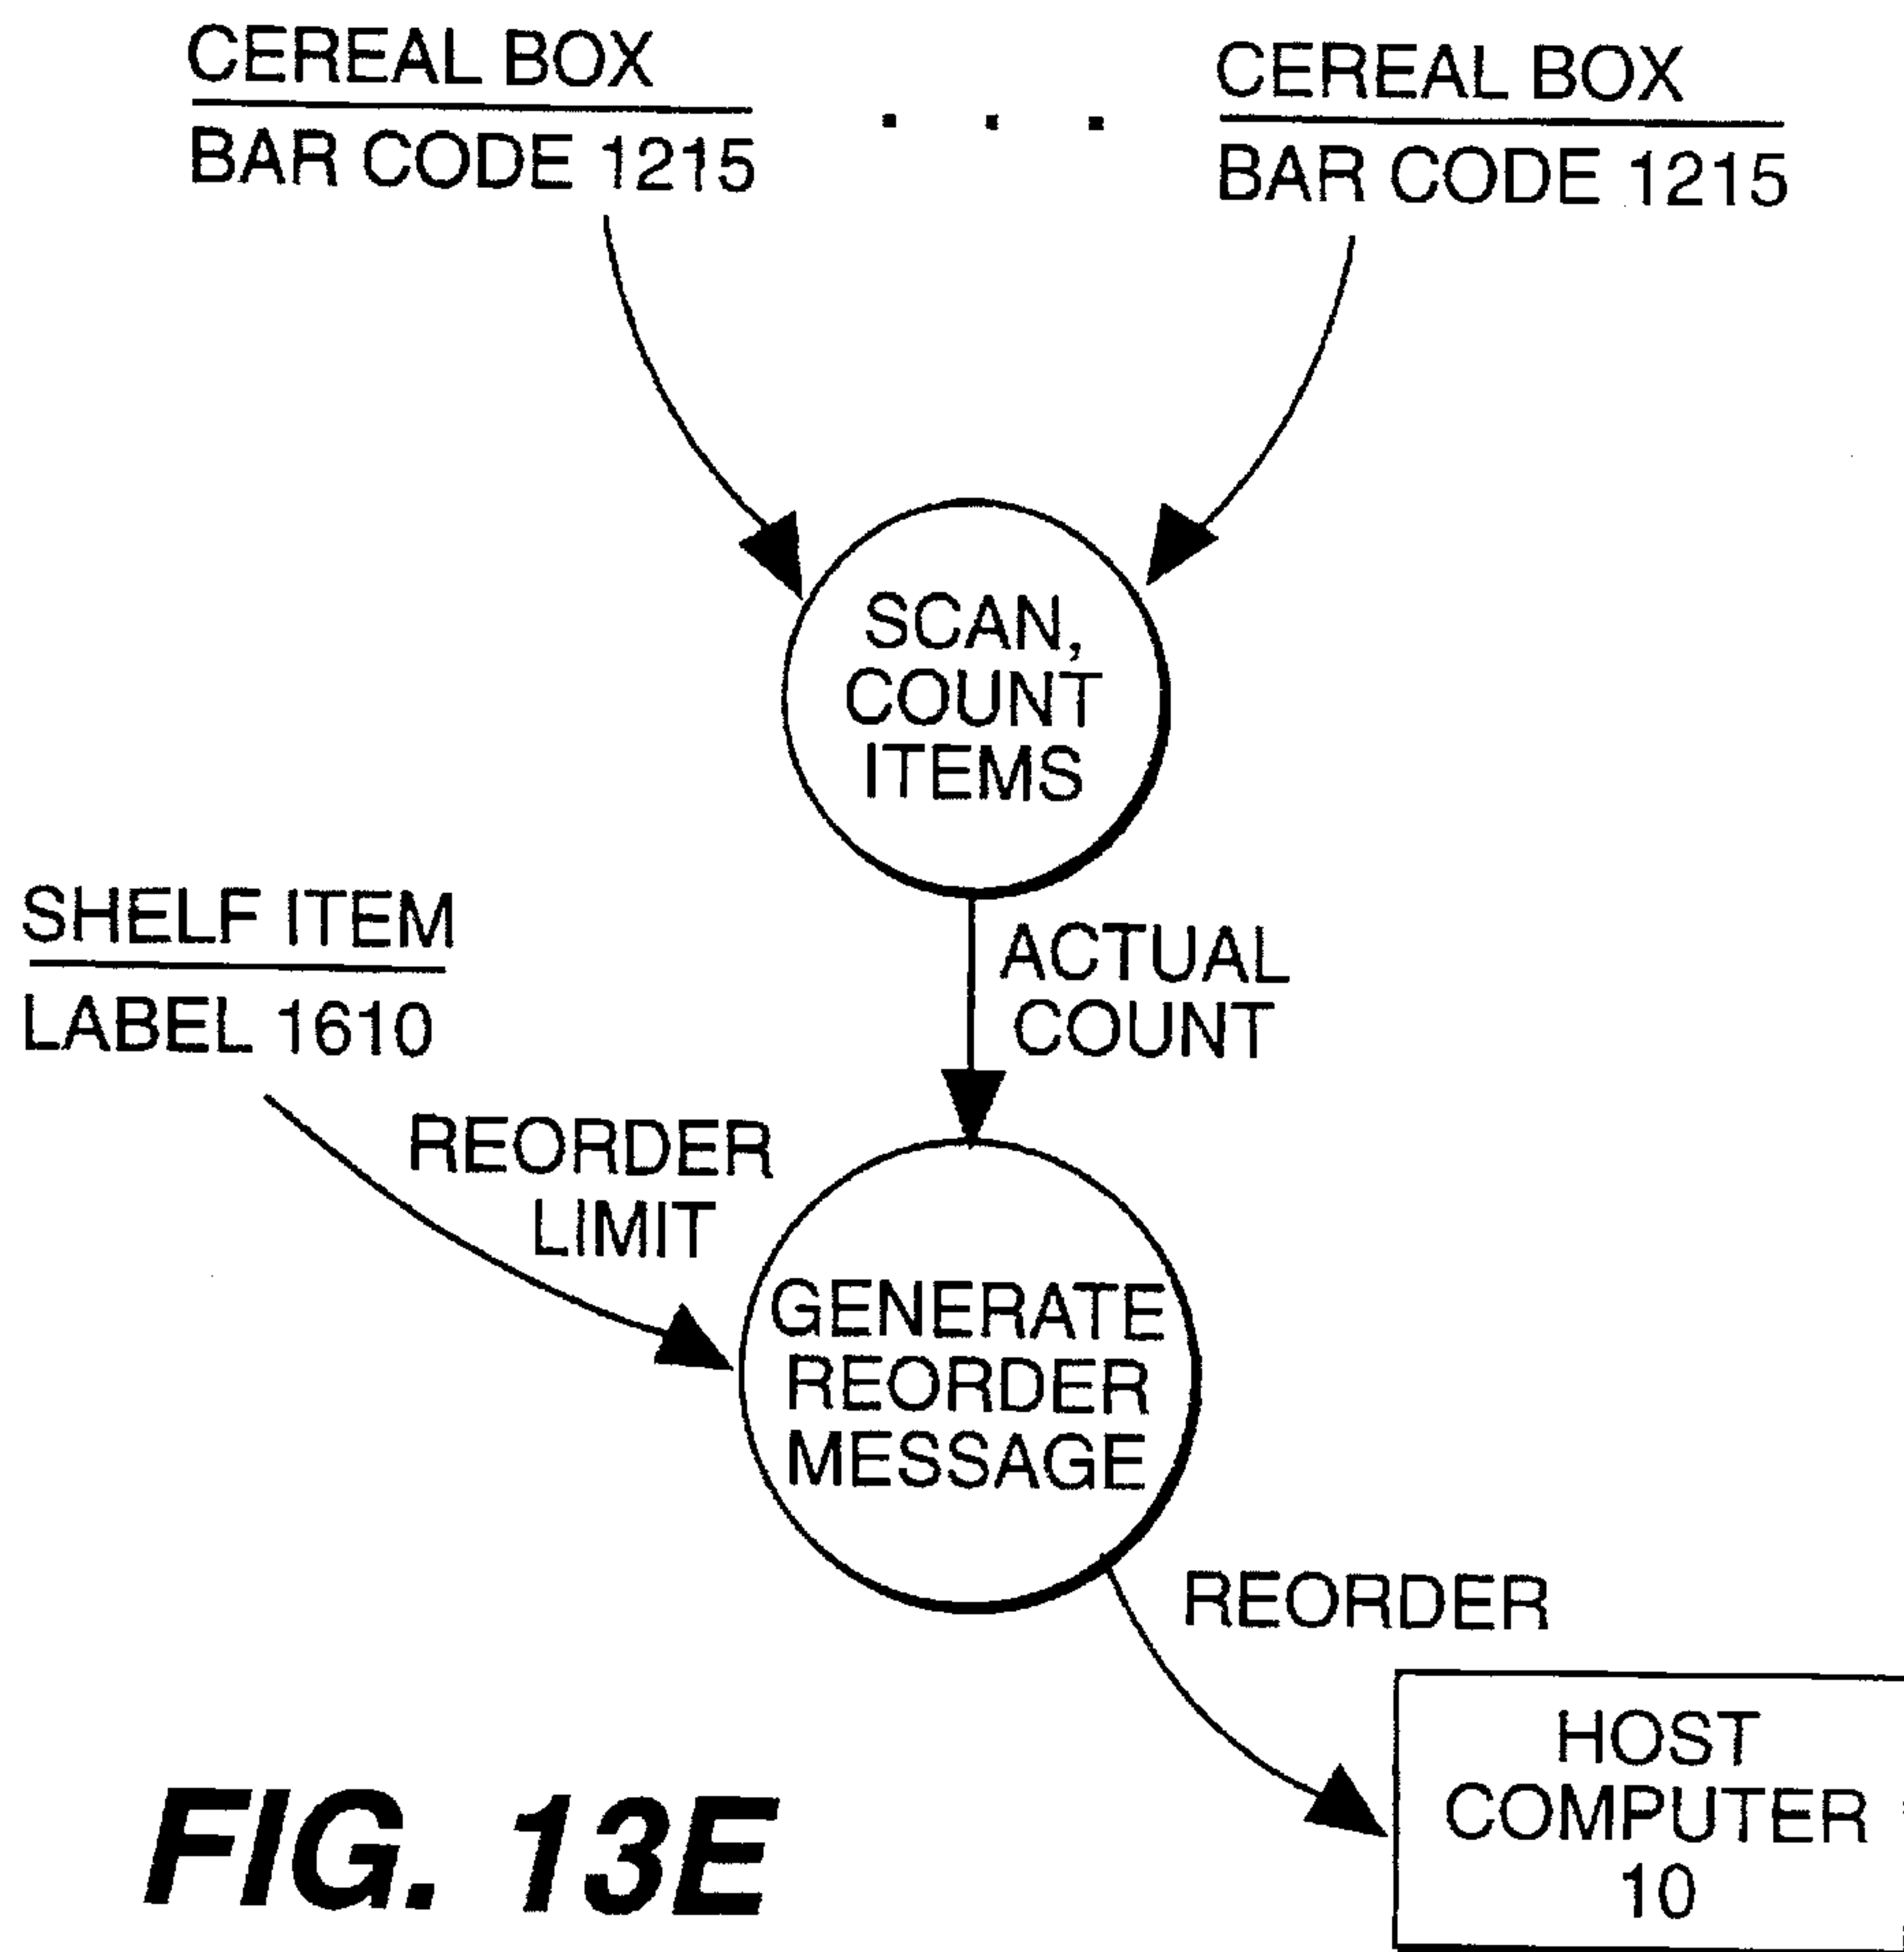 CEREAL BOX
BAR CODE 1215
. . .
CEREAL BOX
BAR CODE 1215
SCAN,
COUNT
ITEMS
SHELF ITEM
LABEL 1610
ACTUAL
COUNT
REORDER
LIMIT
GENERATE
REORDER
MESSAGE
REORDER
HOST
COMPUTER
10
FIG. 13E